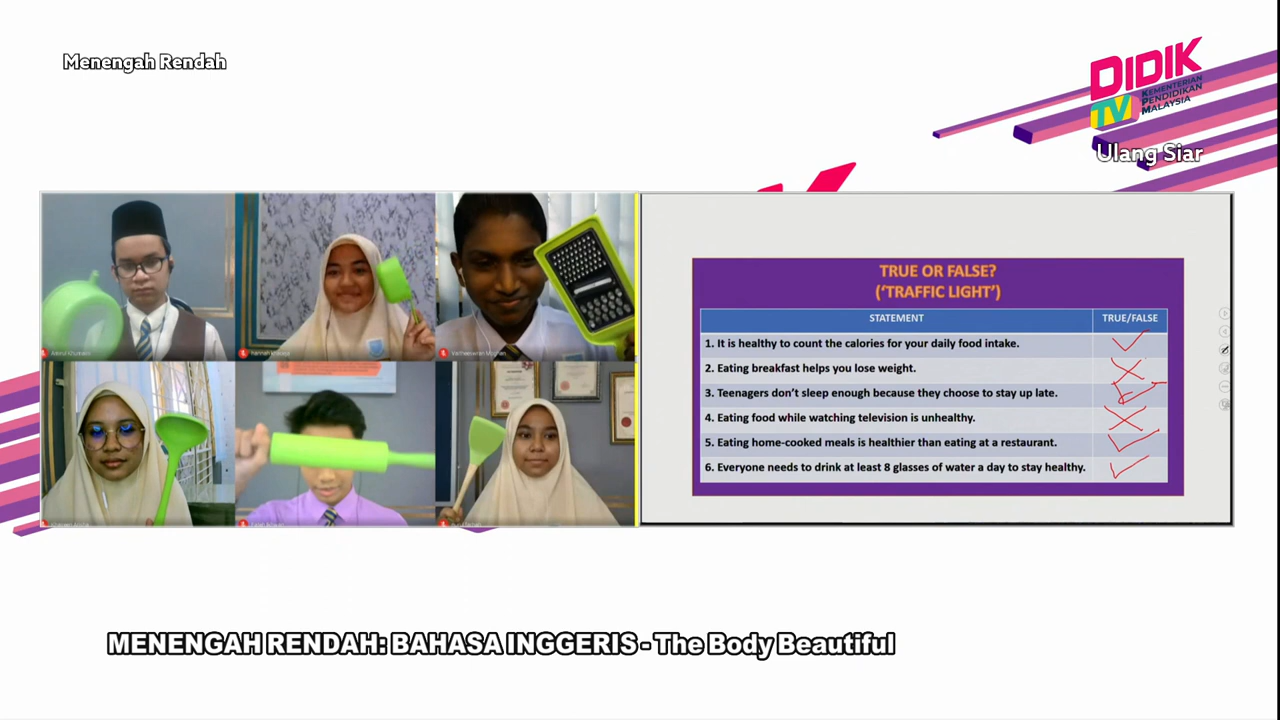 Menengah Rendah
DIDIK
TV
KEMENTERIAN
PENDIDIKAN
MALAYSIA
Ulang Siar
TRUE OR FALSE?
('TRAFFIC LIGHT')
STATEMENT TRUE/FALSE
1. It is healthy to count the calories for your daily food intake.
2. Eating breakfast helps you lose weight.
3. Teenagers don't sleep enough because they choose to stay up late.
4. Eating food while watching television is unhealthy.
5. Eating home-cooked meals is healthier than eating at a restaurant.
6. Everyone needs to drink at least 8 glasses of water a day to stay healthy.
MENENGAH RENDAH: BAHASA INGGERIS - The Body Beautiful